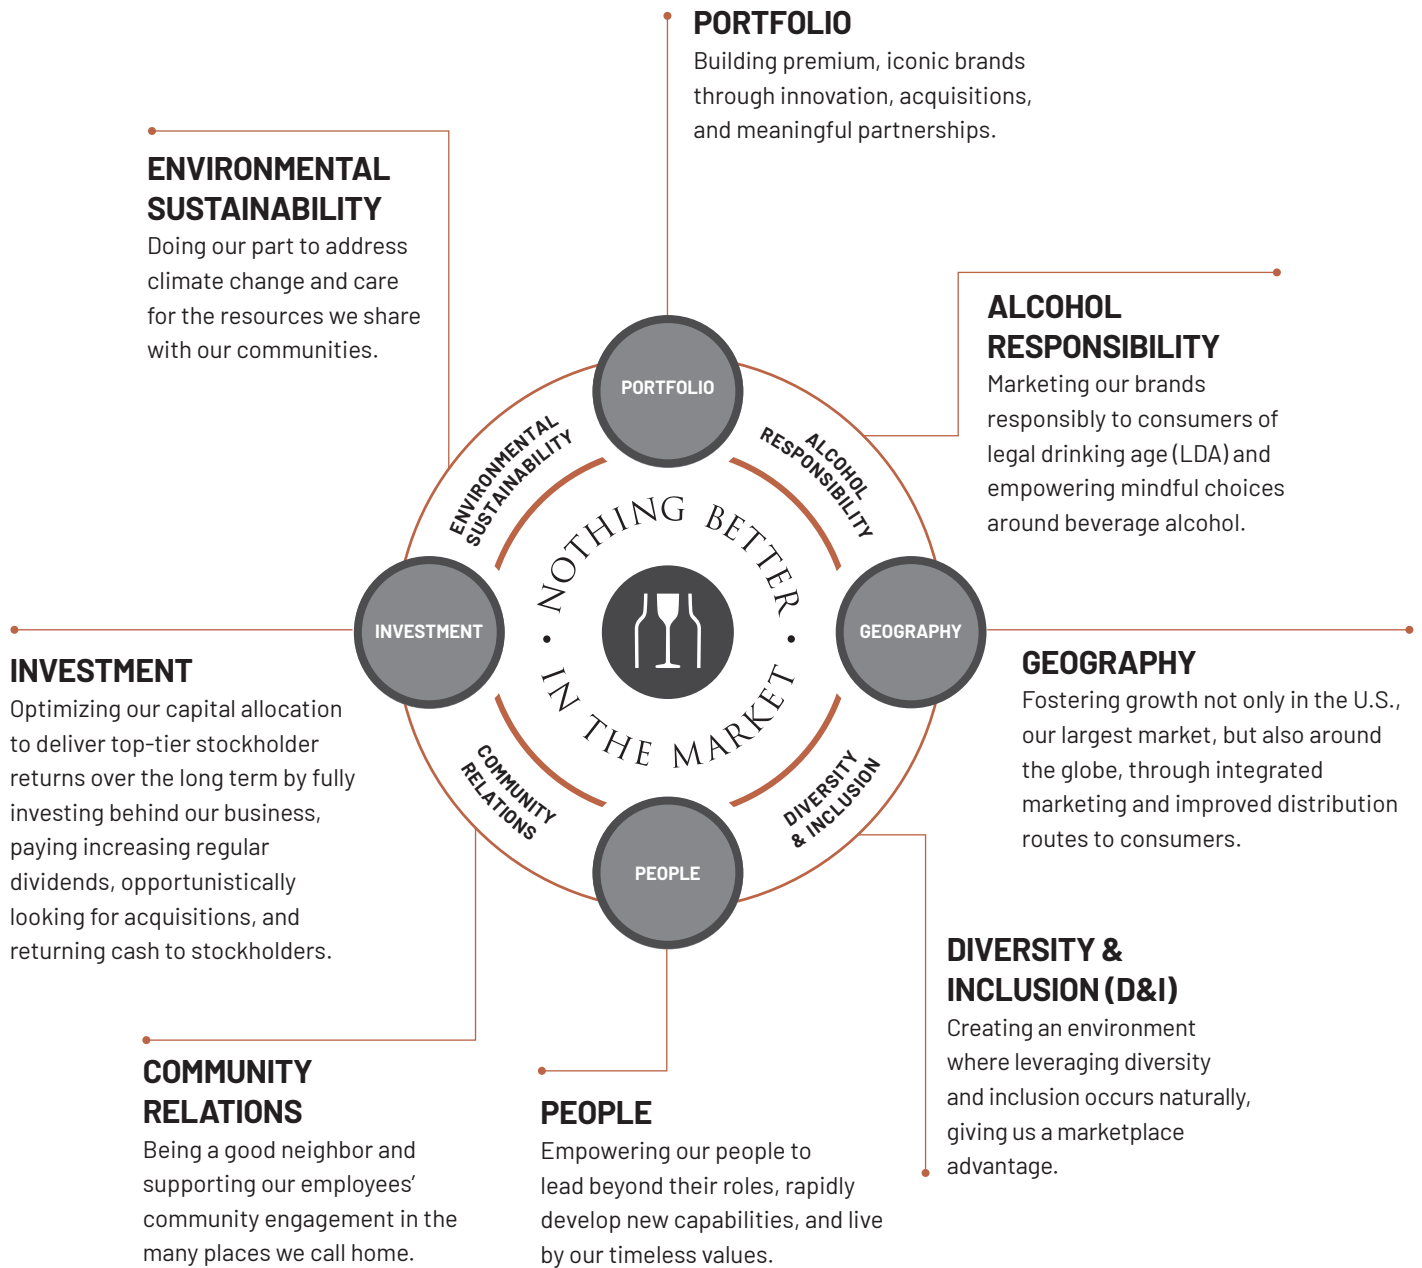 PORTFOLIO
Building premium, iconic brands
through innovation, acquisitions,
and meaningful partnerships.
ENVIRONMENTAL
SUSTAINABILITY
Doing our part to address
climate change and care
for the resources we share
with our communities.
ALCOHOL
RESPONSIBILITY
Marketing our brands
responsibly to consumers of
legal drinking age (LDA) and
empowering mindful choices
around beverage alcohol.
PORTFOLIO
ENVIRONMENTAL
SUSTAINABILITY
ALCOHOL
RESPONSIBILITY
• NOTHING BETTER •
IN THE MARKET
INVESTMENT
GEOGRAPHY
COMMUNITY
RELATIONS
DIVERSITY
& INCLUSION
PEOPLE
INVESTMENT
Optimizing our capital allocation
to deliver top-tier stockholder
returns over the long term by fully
investing behind our business,
paying increasing regular
dividends, opportunistically
looking for acquisitions, and
returning cash to stockholders.
GEOGRAPHY
Fostering growth not only in the U.S.,
our largest market, but also around
the globe, through integrated
marketing and improved distribution
routes to consumers.
DIVERSITY &
INCLUSION (D&I)
Creating an environment
where leveraging diversity
and inclusion occurs naturally,
giving us a marketplace
advantage.
COMMUNITY
RELATIONS
Being a good neighbor and
supporting our employees’
community engagement in the
many places we call home.
PEOPLE
Empowering our people to
lead beyond their roles, rapidly
develop new capabilities, and live
by our timeless values.